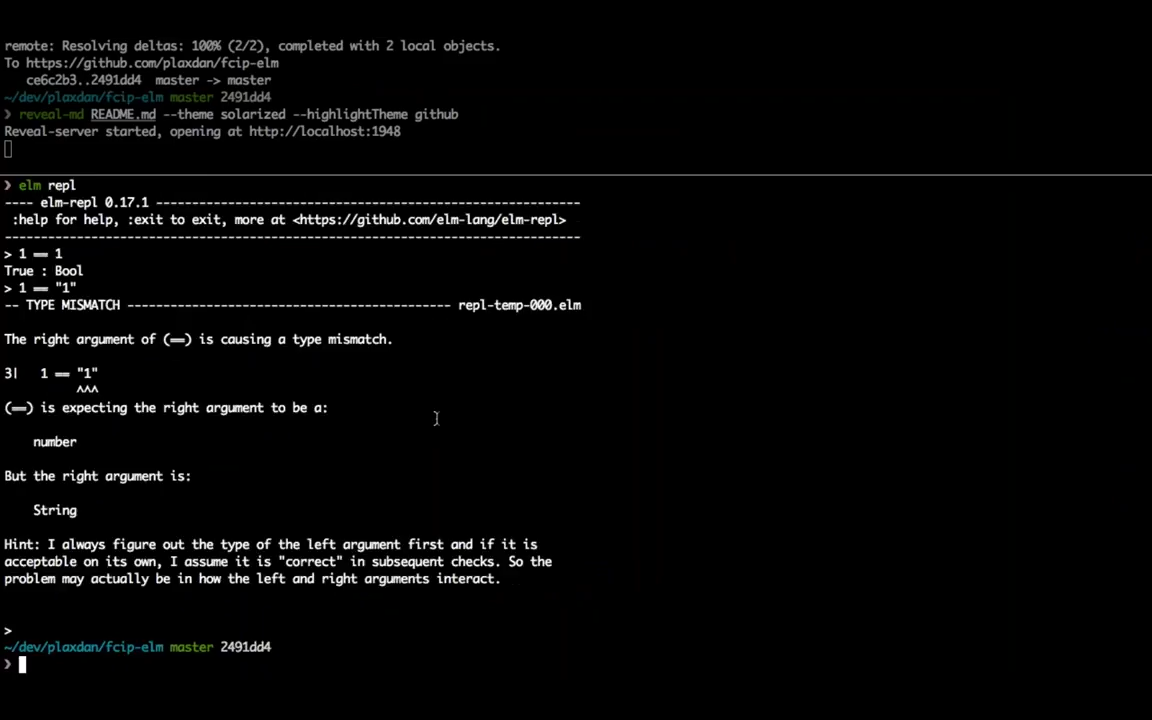 remote: Resolving deltas: 100% (2/2), completed with 2 local objects.
To https://github.com/plaxdan/fcip-elm
   ce6c2b3..2491dd4  master -> master
~/dev/plaxdan/fcip-elm master 2491dd4
❯ reveal-md README.md --theme solarized --highlightTheme github
Reveal-server started, opening at http://localhost:1948
❯ elm repl
---- elm-repl 0.17.1 -----------------------------------------------------------
 :help for help, :exit to exit, more at <https://github.com/elm-lang/elm-repl>
--------------------------------------------------------------------------------
> 1 == 1
True : Bool
> 1 == "1"
-- TYPE MISMATCH --------------------------------------------- repl-temp-000.elm

The right argument of (==) is causing a type mismatch.

3|   1 == "1"
          ^^^
(==) is expecting the right argument to be a:

    number

But the right argument is:

    String

Hint: I always figure out the type of the left argument first and if it is
acceptable on its own, I assume it is "correct" in subsequent checks. So the
problem may actually be in how the left and right arguments interact.

>
~/dev/plaxdan/fcip-elm master 2491dd4
❯